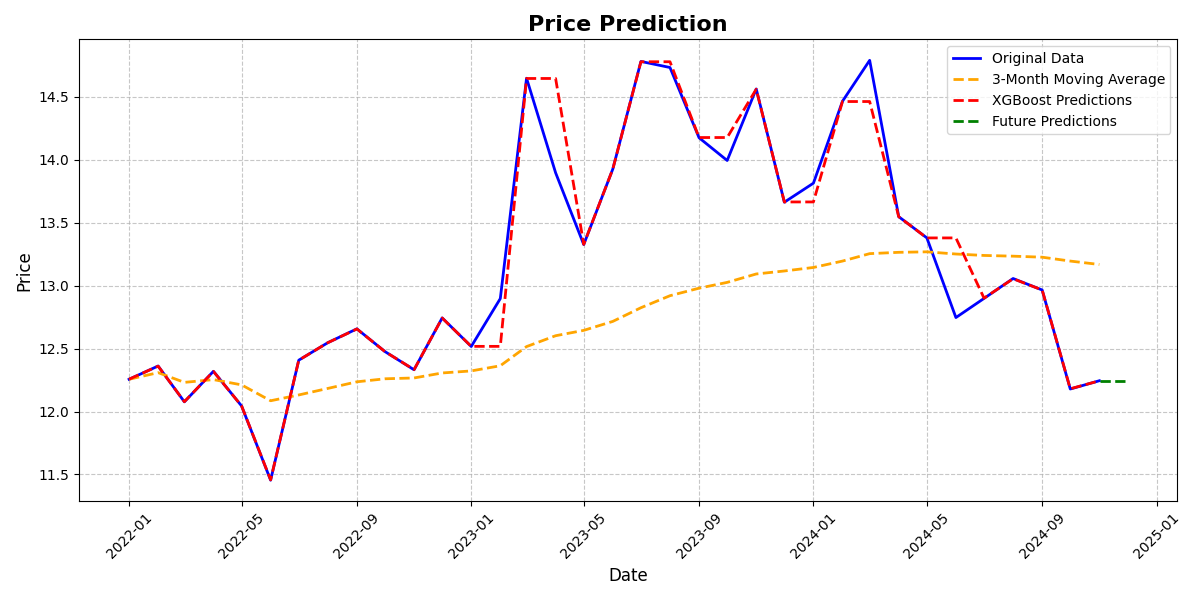 Price Prediction
Original Data
3-Month Moving Average
XGBoost Predictions
Future Predictions
Price
14.5
14.0
13.5
13.0
12.5
12.0
11.5
2022-01
2022-05
2022-09
2023-01
2023-05
2023-09
2024-01
2024-05
2024-09
2025-01
Date